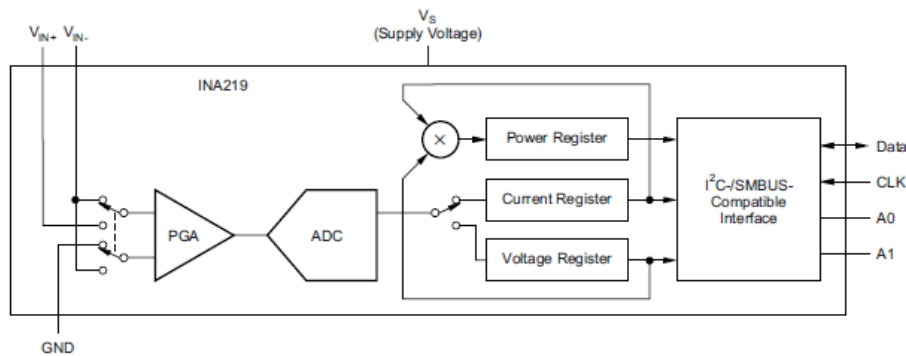 V_S
(Supply Voltage)
V_IN+ V_IN-
INA219
×
Power Register
Current Register
Voltage Register
PGA
ADC
I²C-/SMBUS-
Compatible
Interface
Data
CLK
A0
A1
GND